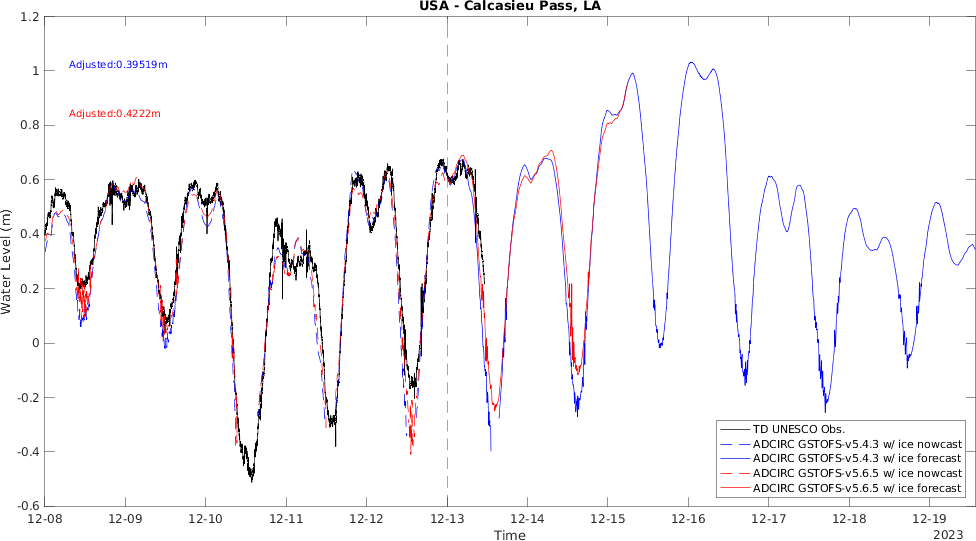 USA - Calcasieu Pass, LA
1.2
1
0.8
0.6
0.4
0.2
0
-0.2
-0.4
-0.6
Water Level (m)
Adjusted:0.39519m
Adjusted:0.4222m
TD UNESCO Obs.
ADCIRC GSTOFS-v5.4.3 w/ ice nowcast
ADCIRC GSTOFS-v5.4.3 w/ ice forecast
ADCIRC GSTOFS-v5.6.5 w/ ice nowcast
ADCIRC GSTOFS-v5.6.5 w/ ice forecast
12-08 12-09 12-10 12-11 12-12 12-13 12-14 12-15 12-16 12-17 12-18 12-19
Time
2023